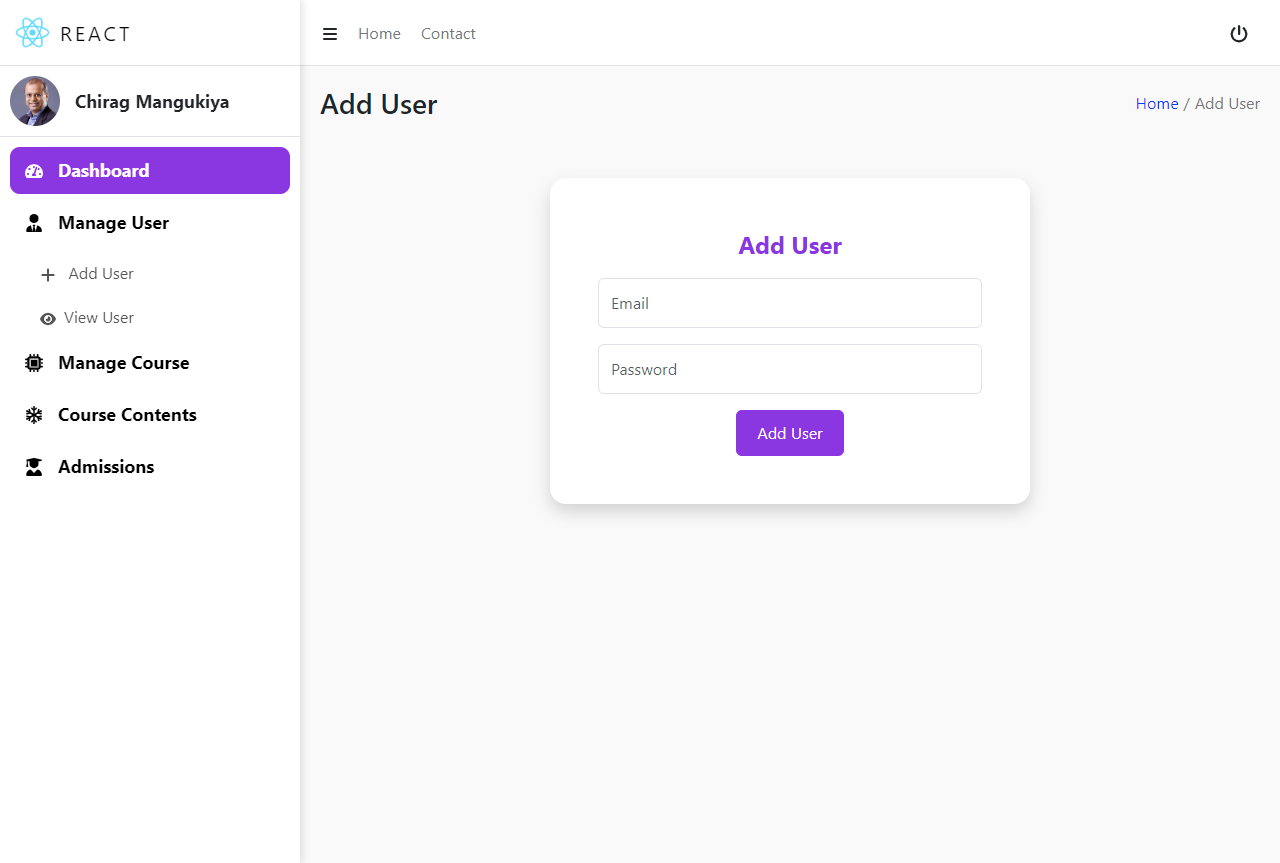 REACT
Home
Contact
Chirag Mangukiya
Dashboard
Manage User
Add User
View User
Manage Course
Course Contents
Admissions
Add User
Home / Add User
Add User
Email
Password
Add User